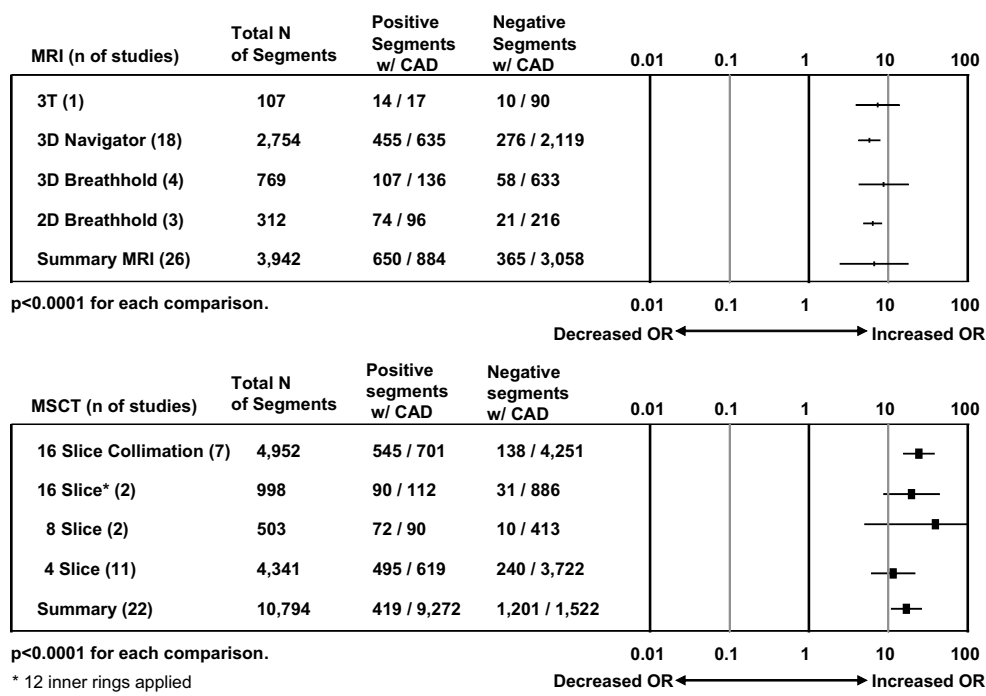 MRI (n of studies) Total N of Segments Positive Segments w/ CAD Negative Segments w/ CAD 0.01 0.1 1 10 100
3T (1) 107 14 / 17 10 / 90
3D Navigator (18) 2,754 455 / 635 276 / 2,119
3D Breathhold (4) 769 107 / 136 58 / 633
2D Breathhold (3) 312 74 / 96 21 / 216
Summary MRI (26) 3,942 650 / 884 365 / 3,058
p<0.0001 for each comparison. 0.01 0.1 1 10 100
Decreased OR Increased OR
MSCT (n of studies) Total N of Segments Positive segments w/ CAD Negative segments w/ CAD 0.01 0.1 1 10 100
16 Slice Collimation (7) 4,952 545 / 701 138 / 4,251
16 Slice* (2) 998 90 / 112 31 / 886
8 Slice (2) 503 72 / 90 10 / 413
4 Slice (11) 4,341 495 / 619 240 / 3,722
Summary (22) 10,794 419 / 9,272 1,201 / 1,522
p<0.0001 for each comparison. 0.01 0.1 1 10 100
* 12 inner rings applied Decreased OR Increased OR